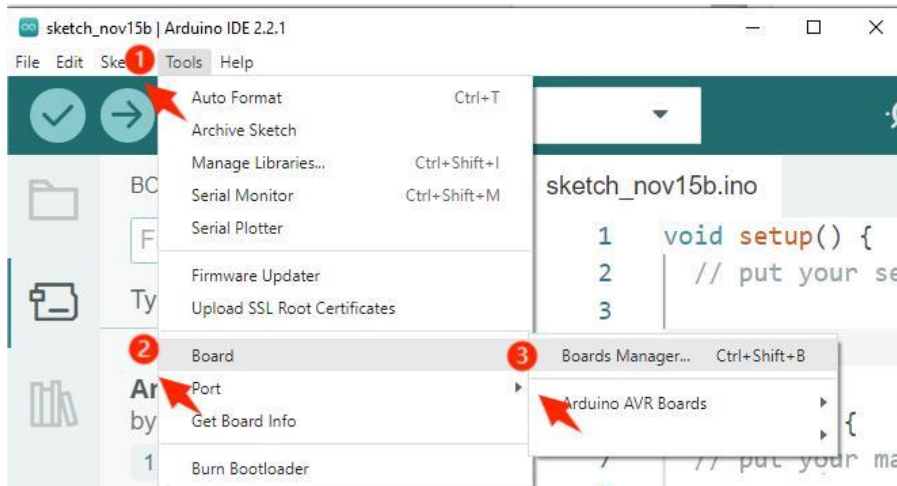 sketch_nov15b | Arduino IDE 2.2.1
File Edit Ske 1 Tools Help
Auto Format Ctrl+T
Archive Sketch
Manage Libraries... Ctrl+Shift+I
BO
Serial Monitor Ctrl+Shift+M
sketch_nov15b.ino
Serial Plotter
1 void setup() {
Firmware Updater
2 // put your se
Ty
Upload SSL Root Certificates
3
2 Board
3 Boards Manager... Ctrl+Shift+B
Ar
Port
Arduino AVR Boards
by
Get Board Info
{
1
Burn Bootloader
7 // put your ma